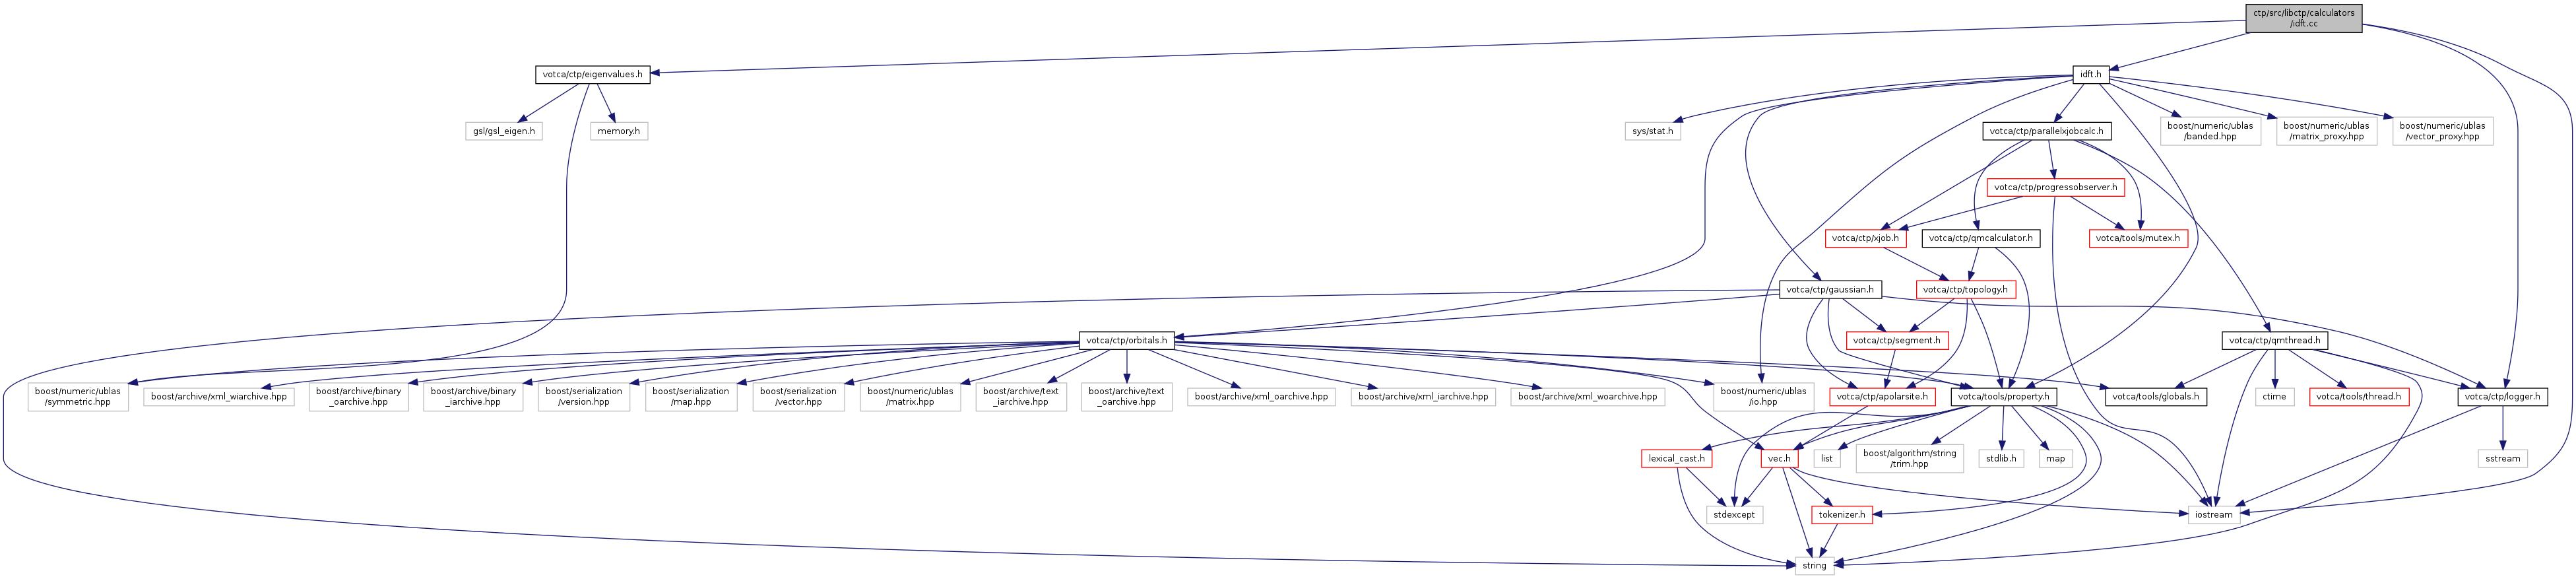 ctp/src/libctp/calculators
/idft.cc
votca/ctp/eigenvalues.h
idft.h
gsl/gsl_eigen.h
memory.h
sys/stat.h
votca/ctp/parallelxjobcalc.h
boost/numeric/ublas
/banded.hpp
boost/numeric/ublas
/matrix_proxy.hpp
boost/numeric/ublas
/vector_proxy.hpp
votca/ctp/progressobserver.h
votca/ctp/xjob.h
votca/ctp/qmcalculator.h
votca/tools/mutex.h
votca/ctp/gaussian.h
votca/ctp/topology.h
votca/ctp/orbitals.h
votca/ctp/segment.h
votca/ctp/qmthread.h
boost/numeric/ublas
/symmetric.hpp
boost/archive/xml_wiarchive.hpp
boost/archive/binary
_oarchive.hpp
boost/archive/binary
_iarchive.hpp
boost/serialization
/version.hpp
boost/serialization
/map.hpp
boost/serialization
/vector.hpp
boost/numeric/ublas
/matrix.hpp
boost/archive/text
_iarchive.hpp
boost/archive/text
_oarchive.hpp
boost/archive/xml_oarchive.hpp
boost/archive/xml_iarchive.hpp
boost/archive/xml_woarchive.hpp
boost/numeric/ublas
/io.hpp
votca/ctp/apolarsite.h
votca/tools/property.h
votca/tools/globals.h
ctime
votca/tools/thread.h
votca/ctp/logger.h
lexical_cast.h
vec.h
list
boost/algorithm/string
/trim.hpp
stdlib.h
map
sstream
stdexcept
tokenizer.h
iostream
string